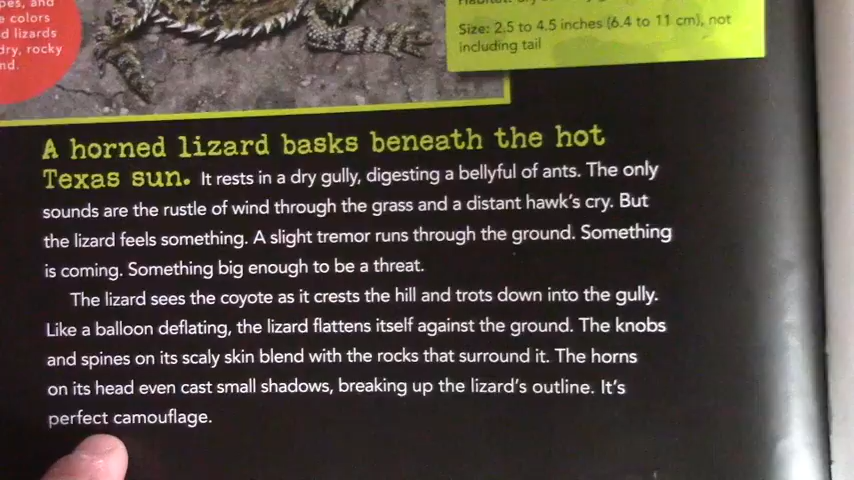 colors
d lizards
dry, rocky
nd.
Size: 2.5 to 4.5 inches (6.4 to 11 cm), not
including tail
A horned lizard basks beneath the hot
Texas sun. It rests in a dry gully, digesting a bellyful of ants. The only
sounds are the rustle of wind through the grass and a distant hawk's cry. But
the lizard feels something. A slight tremor runs through the ground. Something
is coming. Something big enough to be a threat.
The lizard sees the coyote as it crests the hill and trots down into the gully.
Like a balloon deflating, the lizard flattens itself against the ground. The knobs
and spines on its scaly skin blend with the rocks that surround it. The horns
on its head even cast small shadows, breaking up the lizard's outline. It's
perfect camouflage.